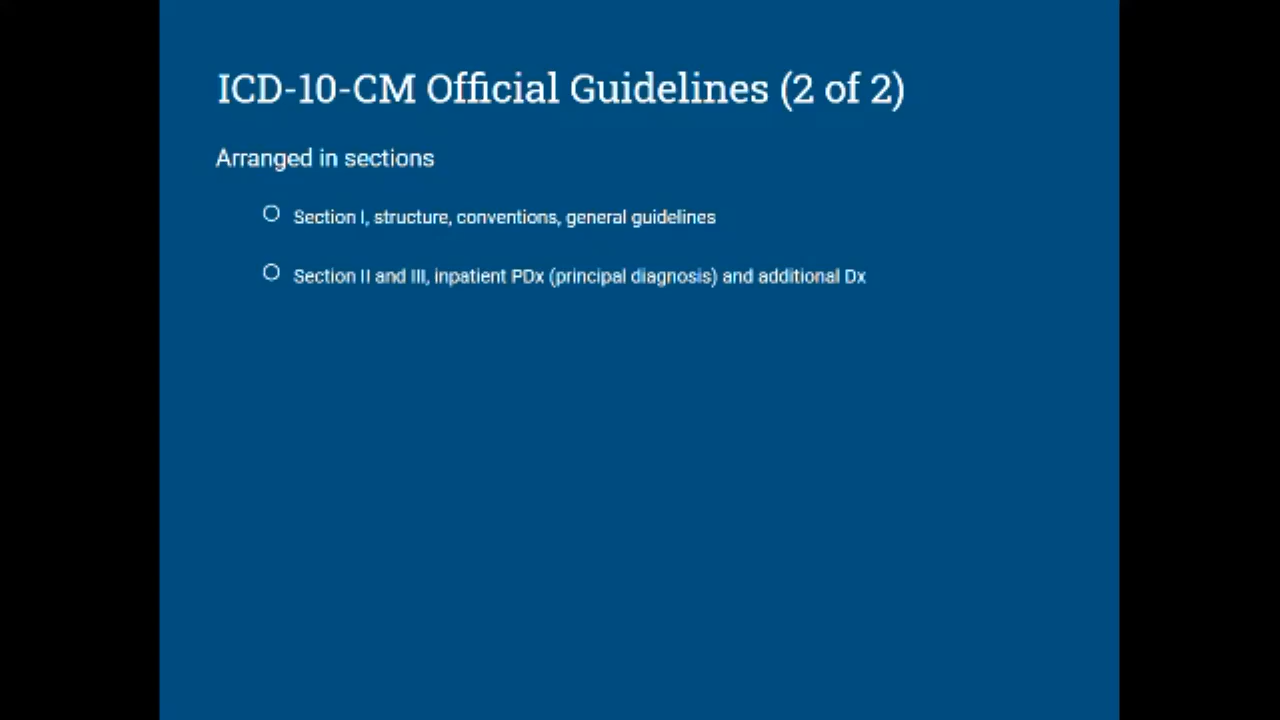 ICD-10-CM Official Guidelines (2 of 2)
Arranged in sections
Section I, structure, conventions, general guidelines
Section II and III, inpatient PDx (principal diagnosis) and additional Dx